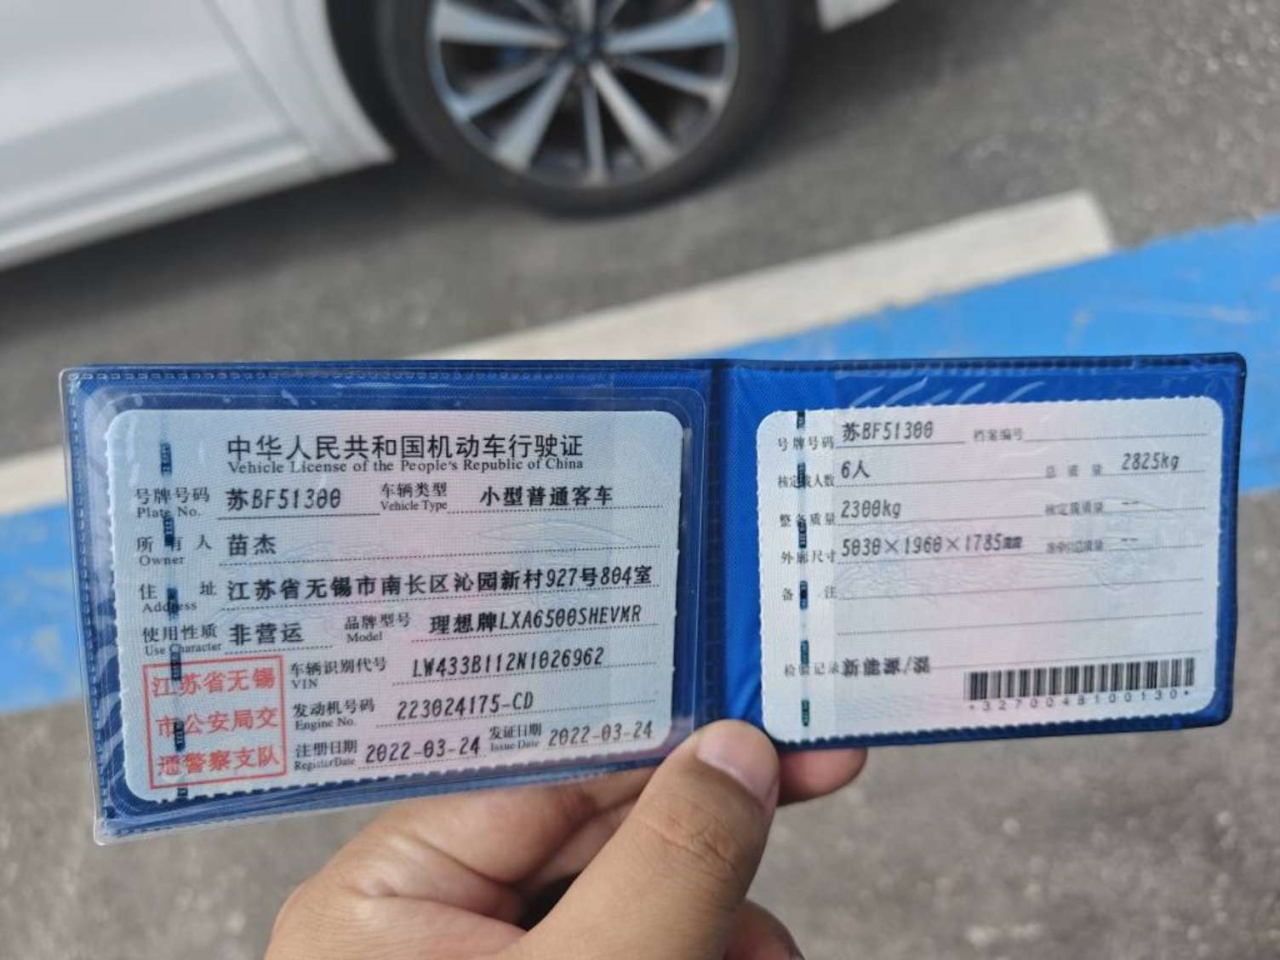 中华人民共和国机动车行驶证
Vehicle License of the People's Republic of China
号牌号码 苏BF51300 车辆类型 小型普通客车
Plate No. Vehicle Type
所有人 苗杰
Owner
住址 江苏省无锡市南长区沁园新村927号804室
Address
使用性质 非营运 品牌型号 理想牌LXA6500SHEVMR
Use Character Model
江苏省无锡
市公安局交
通警察支队
车辆识别代号 LW433B112N1026962
VIN
发动机号码 223024175-CD
Engine No.
注册日期 2022-03-24 发证日期 2022-03-24
Register Date Issue Date
号牌号码 苏BF51300 档案编号
核定载人数 6人 总质量 2825kg
整备质量 2300kg 核定载质量 --
外廓尺寸 5030×1960×1785 --
备注
检验记录 新能源/混
*3270048100130*